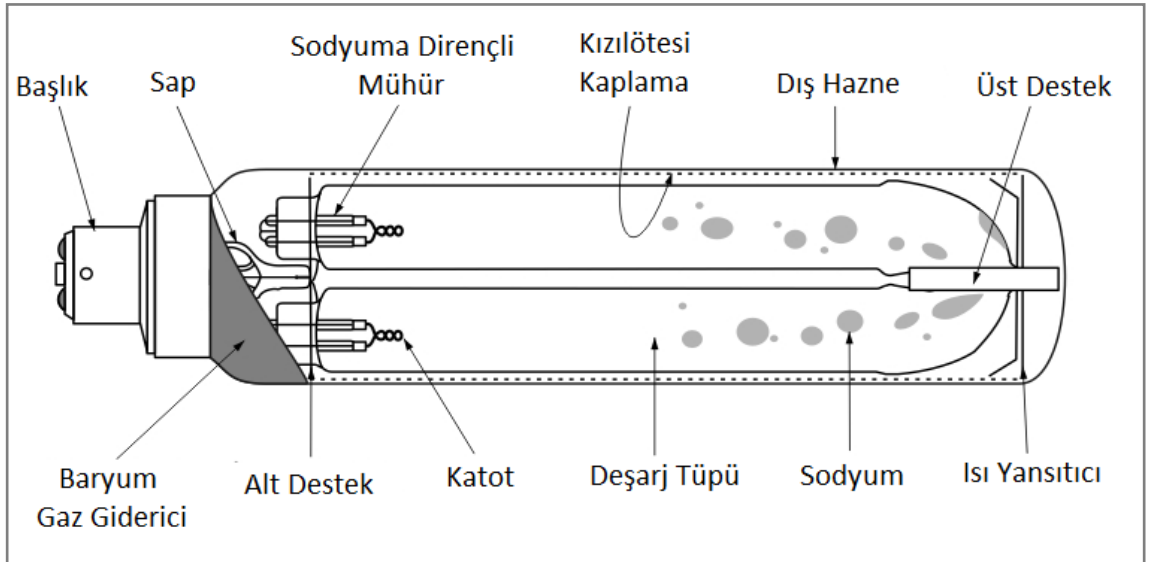 Başlık
Sap
Sodyuma Dirençli
Mühür
Kızılötesi
Kaplama
Dış Hazne
Üst Destek
Baryum
Gaz Giderici
Alt Destek
Katot
Deşarj Tüpü
Sodyum
Isı Yansıtıcı